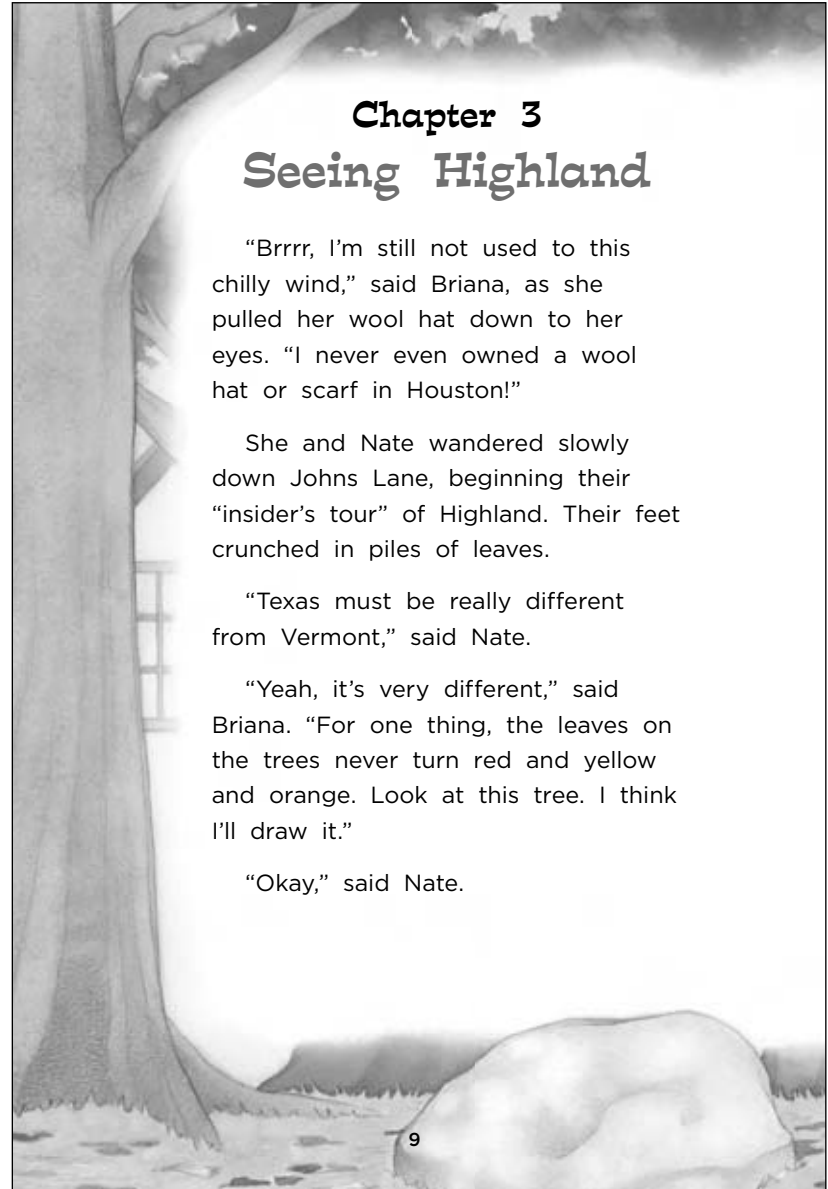 Chapter 3
Seeing Highland
“Brrrr, I’m still not used to this
chilly wind,” said Briana, as she
pulled her wool hat down to her
eyes. “I never even owned a wool
hat or scarf in Houston!”
She and Nate wandered slowly
down Johns Lane, beginning their
“insider’s tour” of Highland. Their feet
crunched in piles of leaves.
“Texas must be really different
from Vermont,” said Nate.
“Yeah, it’s very different,” said
Briana. “For one thing, the leaves on
the trees never turn red and yellow
and orange. Look at this tree. I think
I’ll draw it.”
“Okay,” said Nate.
9